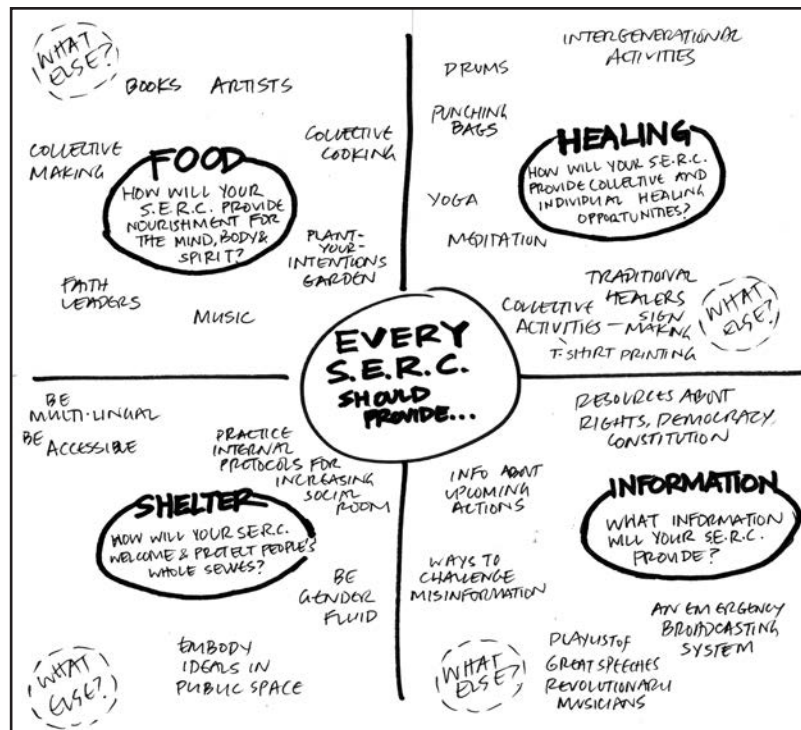 WHAT
ELSE?
BOOKS
ARTISTS
COLLECTIVE
MAKING
COLLECTIVE
COOKING
FOOD
HOW WILL YOUR
S.E.R.C. PROVIDE
NOURISHMENT FOR
THE MIND, BODY &
SPIRIT?
PLANT-
YOUR-
INTENTIONS
GARDEN
FAITH
LEADERS
MUSIC
INTERGENERATIONAL
ACTIVITIES
DRUMS
PUNCHING
BAGS
HEALING
HOW WILL YOUR S.E.R.C.
PROVIDE COLLECTIVE AND
INDIVIDUAL HEALING
OPPORTUNITIES?
YOGA
MEDITATION
TRADITIONAL
HEALERS
COLLECTIVE
ACTIVITIES — SIGN
MAKING
T-SHIRT PRINTING
WHAT
ELSE?
EVERY
S.E.R.C.
SHOULD
PROVIDE...
BE
MULTI-LINGUAL
BE
ACCESSIBLE
PRACTICE
INTERNAL
PROTOCOLS FOR
INCREASING
SOCIAL
ROOM
SHELTER
HOW WILL YOUR S.E.R.C.
WELCOME & PROTECT PEOPLE'S
WHOLE SELVES?
BE
GENDER
FLUID
EMBODY
IDEALS IN
PUBLIC SPACE
WHAT
ELSE?
RESOURCES ABOUT
RIGHTS, DEMOCRACY,
CONSTITUTION
INFO ABOUT
UPCOMING
ACTIONS
INFORMATION
WHAT INFORMATION
WILL YOUR S.E.R.C.
PROVIDE?
WAYS TO
CHALLENGE
MISINFORMATION
AN EMERGENCY
BROADCASTING
SYSTEM
WHAT
ELSE?
PLAYLIST of
GREAT SPEECHES
REVOLUTIONARY
MUSICIANS